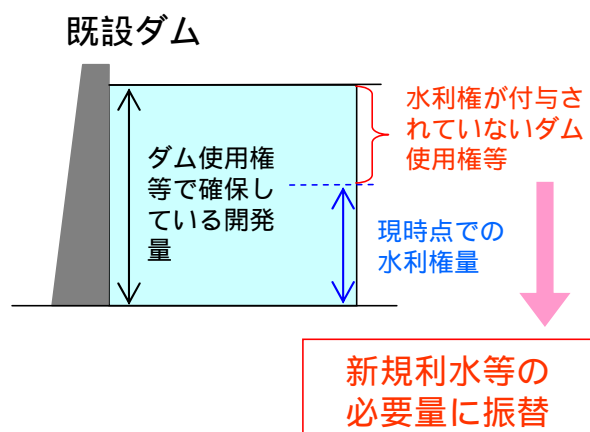 既設ダム
ダム使用権
等で確保し
ている開発
量
水利権が付与さ
れていないダム
使用権等
現時点での
水利権量
新規利水等の
必要量に振替